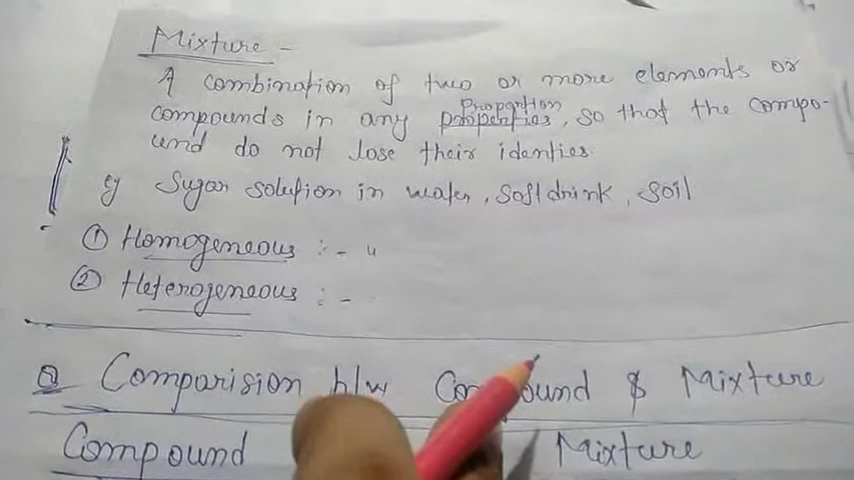 Mixture -
A combination of two or more elements or
Proportion
compounds in any properties, so that the compo-
und do not lose their identies.
eg Sugar solution in water, Soft drink, Soil
① Homogeneous :- "
② Heterogeneous :-
Q Comparision b/w Compound & Mixture
Compound Mixture